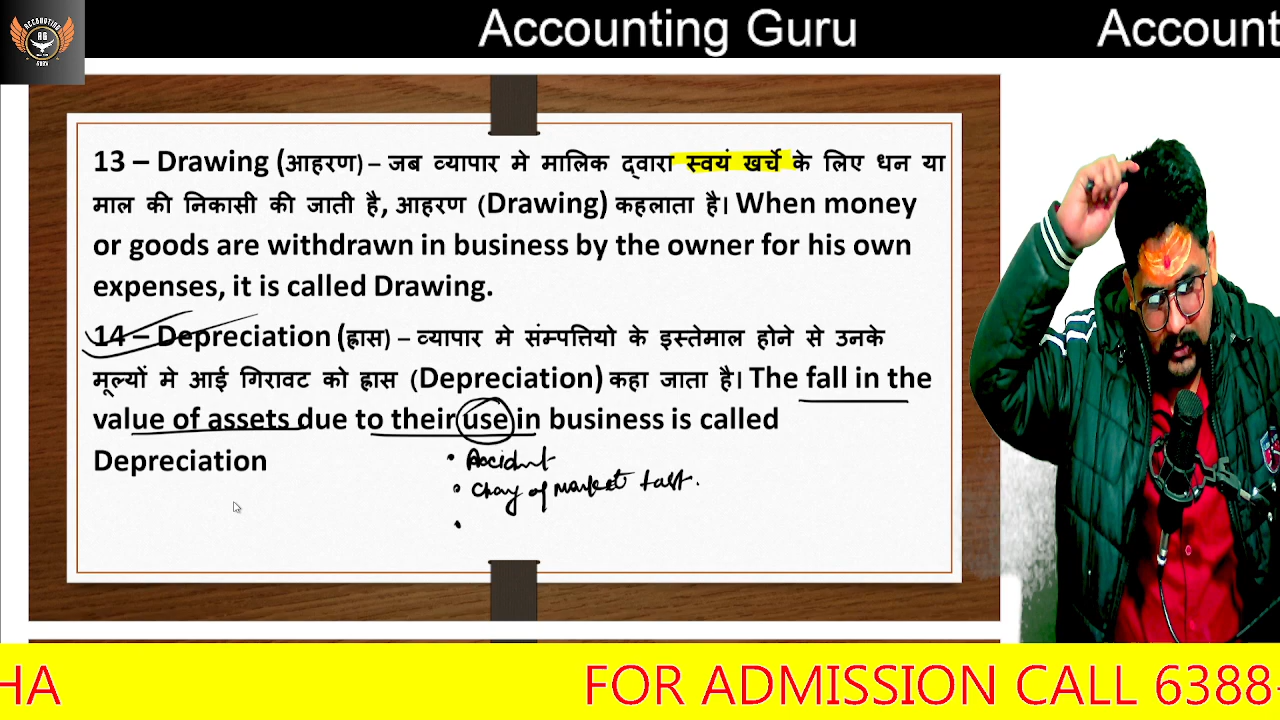 Accounting Guru
Account
ACCOUNTING
AG
GURU
13 – Drawing (आहरण) – जब व्यापार मे मालिक द्वारा स्वयं खर्चे के लिए धन या
माल की निकासी की जाती है, आहरण (Drawing) कहलाता है। When money
or goods are withdrawn in business by the owner for his own
expenses, it is called Drawing.
14 – Depreciation (ह्रास) – व्यापार मे संम्पत्तियो के इस्तेमाल होने से उनके
मूल्यों मे आई गिरावट को ह्रास (Depreciation) कहा जाता है। The fall in the
value of assets due to their use in business is called
Depreciation
• Accident
• of market
HA
FOR ADMISSION CALL 6388-